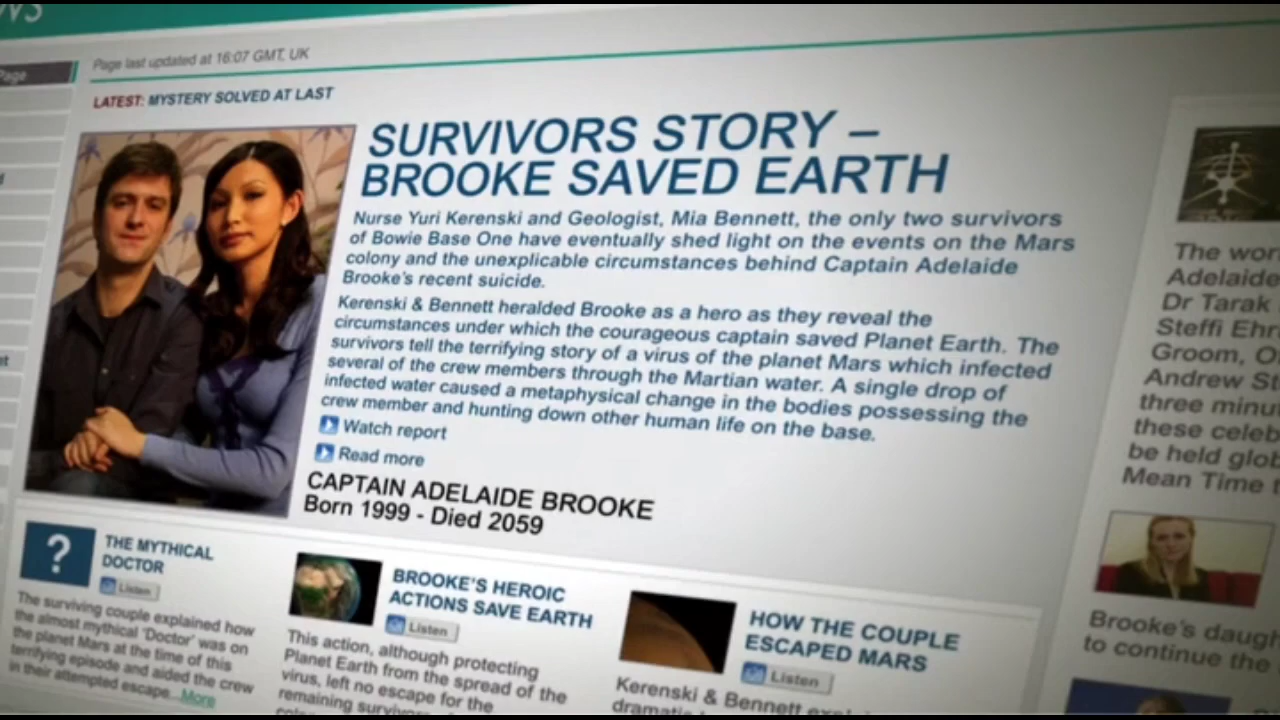 WS
Page
Page last updated at 16:07 GMT, UK
LATEST: MYSTERY SOLVED AT LAST
SURVIVORS STORY –
BROOKE SAVED EARTH
Nurse Yuri Kerenski and Geologist, Mia Bennett, the only two survivors
of Bowie Base One have eventually shed light on the events on the Mars
colony and the unexplicable circumstances behind Captain Adelaide
Brooke's recent suicide.
Kerenski & Bennett heralded Brooke as a hero as they reveal the
circumstances under which the courageous captain saved Planet Earth. The
survivors tell the terrifying story of a virus of the planet Mars which infected
several of the crew members through the Martian water. A single drop of
infected water caused a metaphysical change in the bodies possessing the
crew member and hunting down other human life on the base.
Watch report
Read more
CAPTAIN ADELAIDE BROOKE
Born 1999 - Died 2059
?
THE MYTHICAL
DOCTOR
Listen
The surviving couple explained how
the almost mythical 'Doctor' was on
the planet Mars at the time of this
terrifying episode and aided the crew
in their attempted escape...More
BROOKE'S HEROIC
ACTIONS SAVE EARTH
Listen
This action, although protecting
Planet Earth from the spread of the
virus, left no escape for the
remaining
HOW THE COUPLE
ESCAPED MARS
Listen
Kerenski & Bennett
The
Adelaide
Dr Tarak
Steffi
Groom,
Andrew
three
these
be held
Mean Time
Brooke's
to continue the